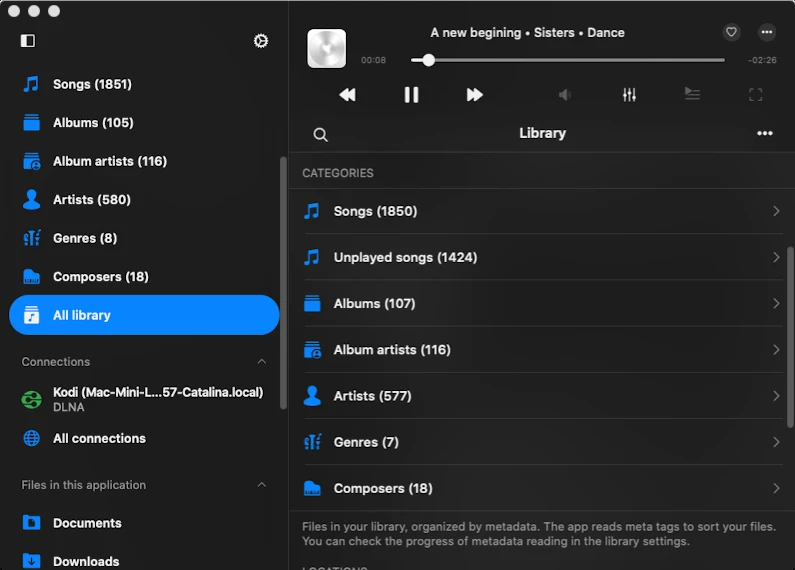 Songs (1851)
Albums (105)
Album artists (116)
Artists (580)
Genres (8)
Composers (18)
All library
Connections
Kodi (Mac-Mini-L...57-Catalina.local)
DLNA
All connections
Files in this application
Documents
Downloads
A new begining • Sisters • Dance
00:08
-02:26
Library
CATEGORIES
Songs (1850)
Unplayed songs (1424)
Albums (107)
Album artists (116)
Artists (577)
Genres (7)
Composers (18)
Files in your library, organized by metadata. The app reads meta tags to sort your files.
You can check the progress of metadata reading in the library settings.
LOCATIONS